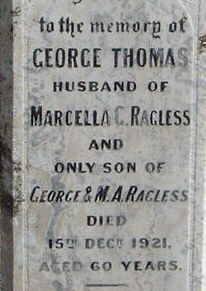 to the memory of
GEORGE THOMAS
HUSBAND OF
MARCELLA C. RAGLESS
AND
ONLY SON OF
GEORGE & M.A. RAGLESS
DIED
15TH DECR 1921.
AGED 60 YEARS.